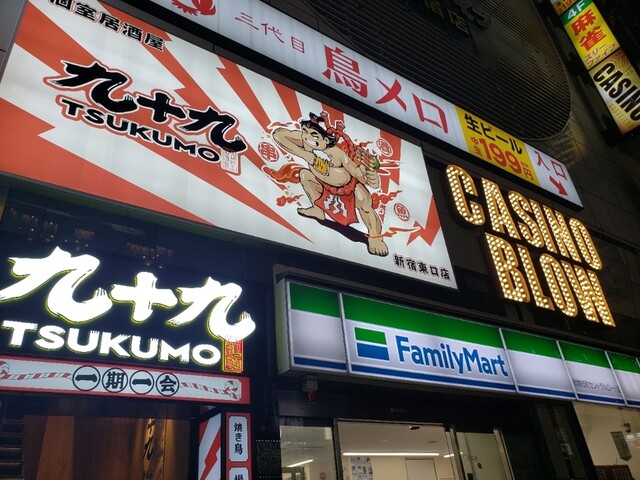 個室居酒屋
九十九
TSUKUMO
新宿東口店
三代目
鳥メロ
生ビール
199円
入口
4F
麻雀
CASINO
CASINO
BLOW
九十九
TSUKUMO
一期一会
焼き鳥
FamilyMart